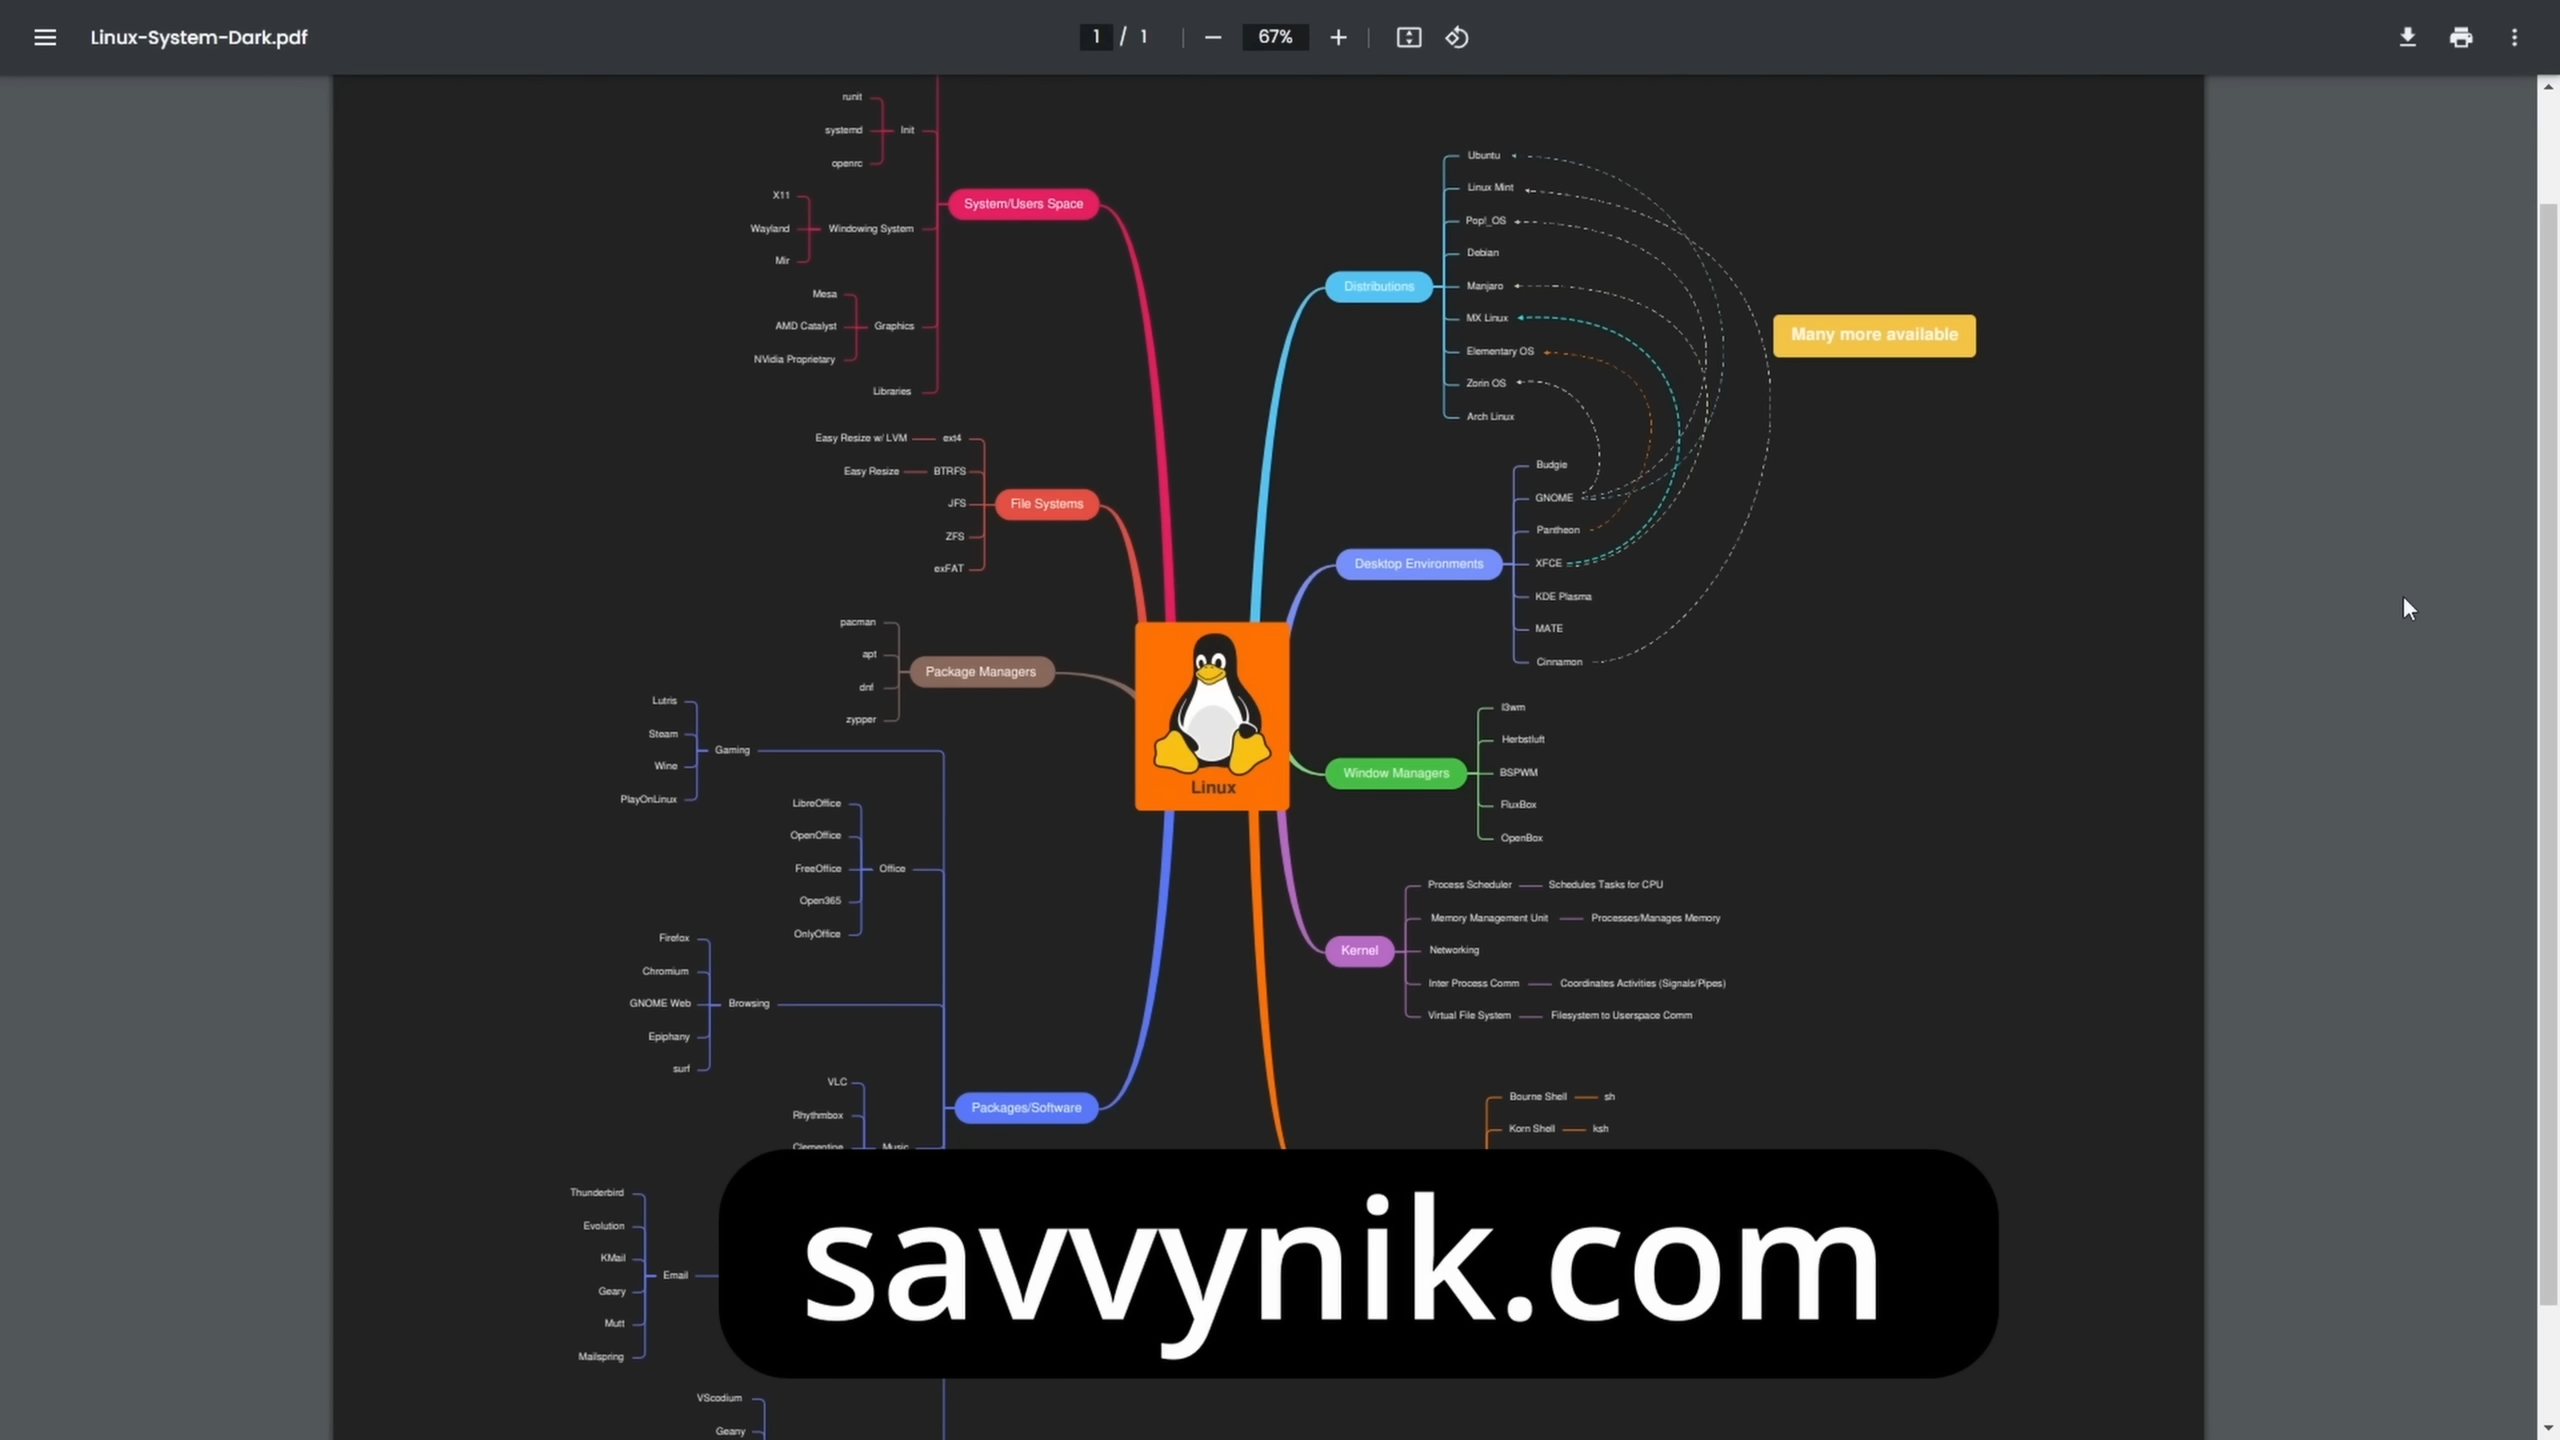 Linux-System-Dark.pdf
1 / 1
67%
runit
systemd
openrc
Init
X11
Wayland
Mir
Windowing System
Mesa
AMD Catalyst
NVidia Proprietary
Graphics
Libraries
System/Users Space
Easy Resize w/ LVM
ext4
Easy Resize
BTRFS
JFS
ZFS
exFAT
File Systems
pacman
apt
dnf
zypper
Package Managers
Lutris
Steam
Wine
PlayOnLinux
Gaming
LibreOffice
OpenOffice
FreeOffice
Open365
OnlyOffice
Office
Firefox
Chromium
GNOME Web
Epiphany
surf
Browsing
VLC
Rhythmbox
Clementine
Music
Packages/Software
Thunderbird
Evolution
KMail
Geary
Mutt
Mailspring
Email
VScodium
Geany
Linux
Distributions
Ubuntu
Linux Mint
Pop!_OS
Debian
Manjaro
MX Linux
Elementary OS
Zorin OS
Arch Linux
Many more available
Desktop Environments
Budgie
GNOME
Pantheon
XFCE
KDE Plasma
MATE
Cinnamon
Window Managers
I3wm
Herbstluft
BSPWM
FluxBox
OpenBox
Kernel
Process Scheduler
Schedules Tasks for CPU
Memory Management Unit
Processes/Manages Memory
Networking
Inter Process Comm
Coordinates Activities (Signals/Pipes)
Virtual File System
Filesystem to Userspace Comm
Bourne Shell
sh
Korn Shell
ksh
savvynik.com